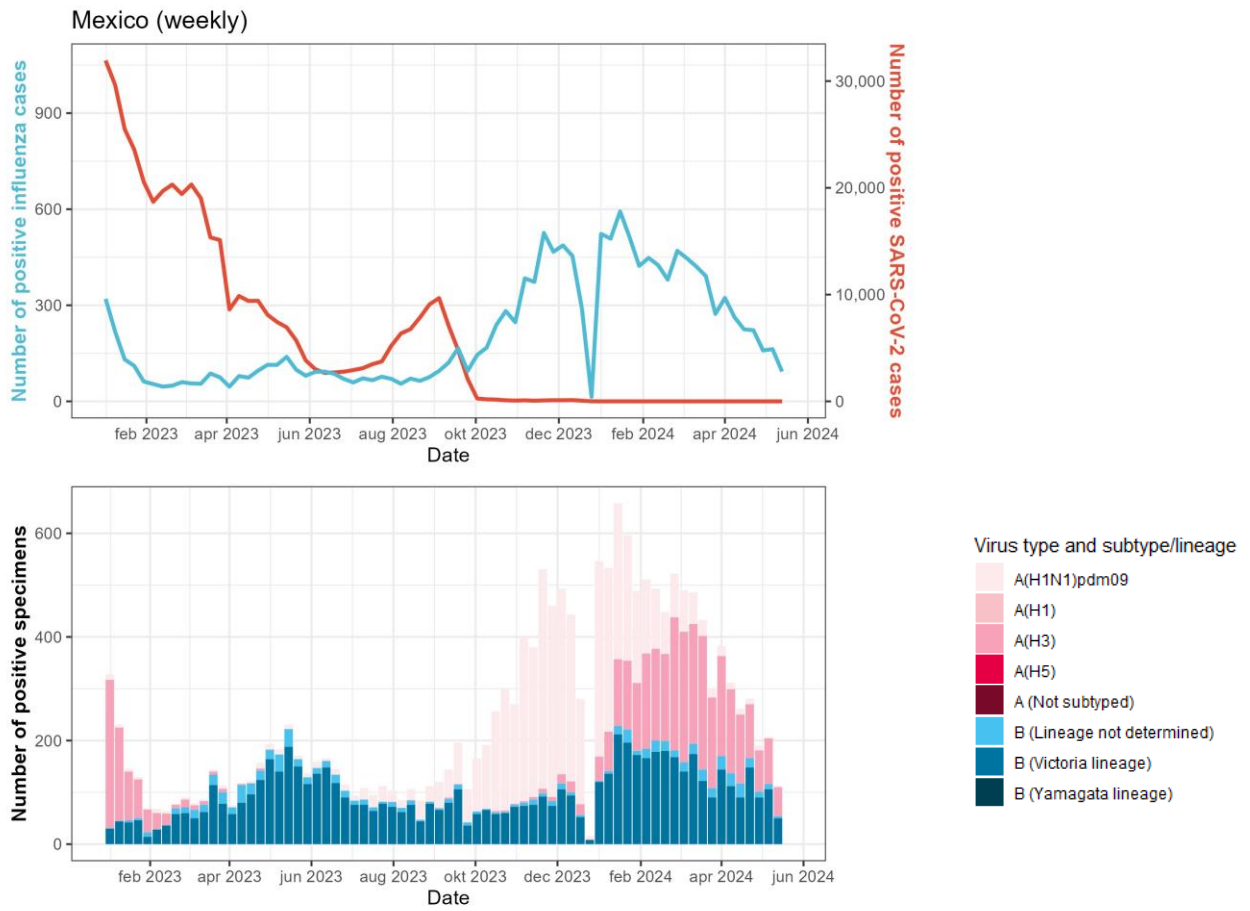 Mexico (weekly)
Number of positive influenza cases
900
600
300
0
30,000
20,000
10,000
0
Number of positive SARS-CoV-2 cases
feb 2023 apr 2023 jun 2023 aug 2023 okt 2023 dec 2023 feb 2024 apr 2024 jun 2024
Date
Number of positive specimens
600
400
200
0
feb 2023 apr 2023 jun 2023 aug 2023 okt 2023 dec 2023 feb 2024 apr 2024 jun 2024
Date
Virus type and subtype/lineage
A(H1N1)pdm09
A(H1)
A(H3)
A(H5)
A (Not subtyped)
B (Lineage not determined)
B (Victoria lineage)
B (Yamagata lineage)